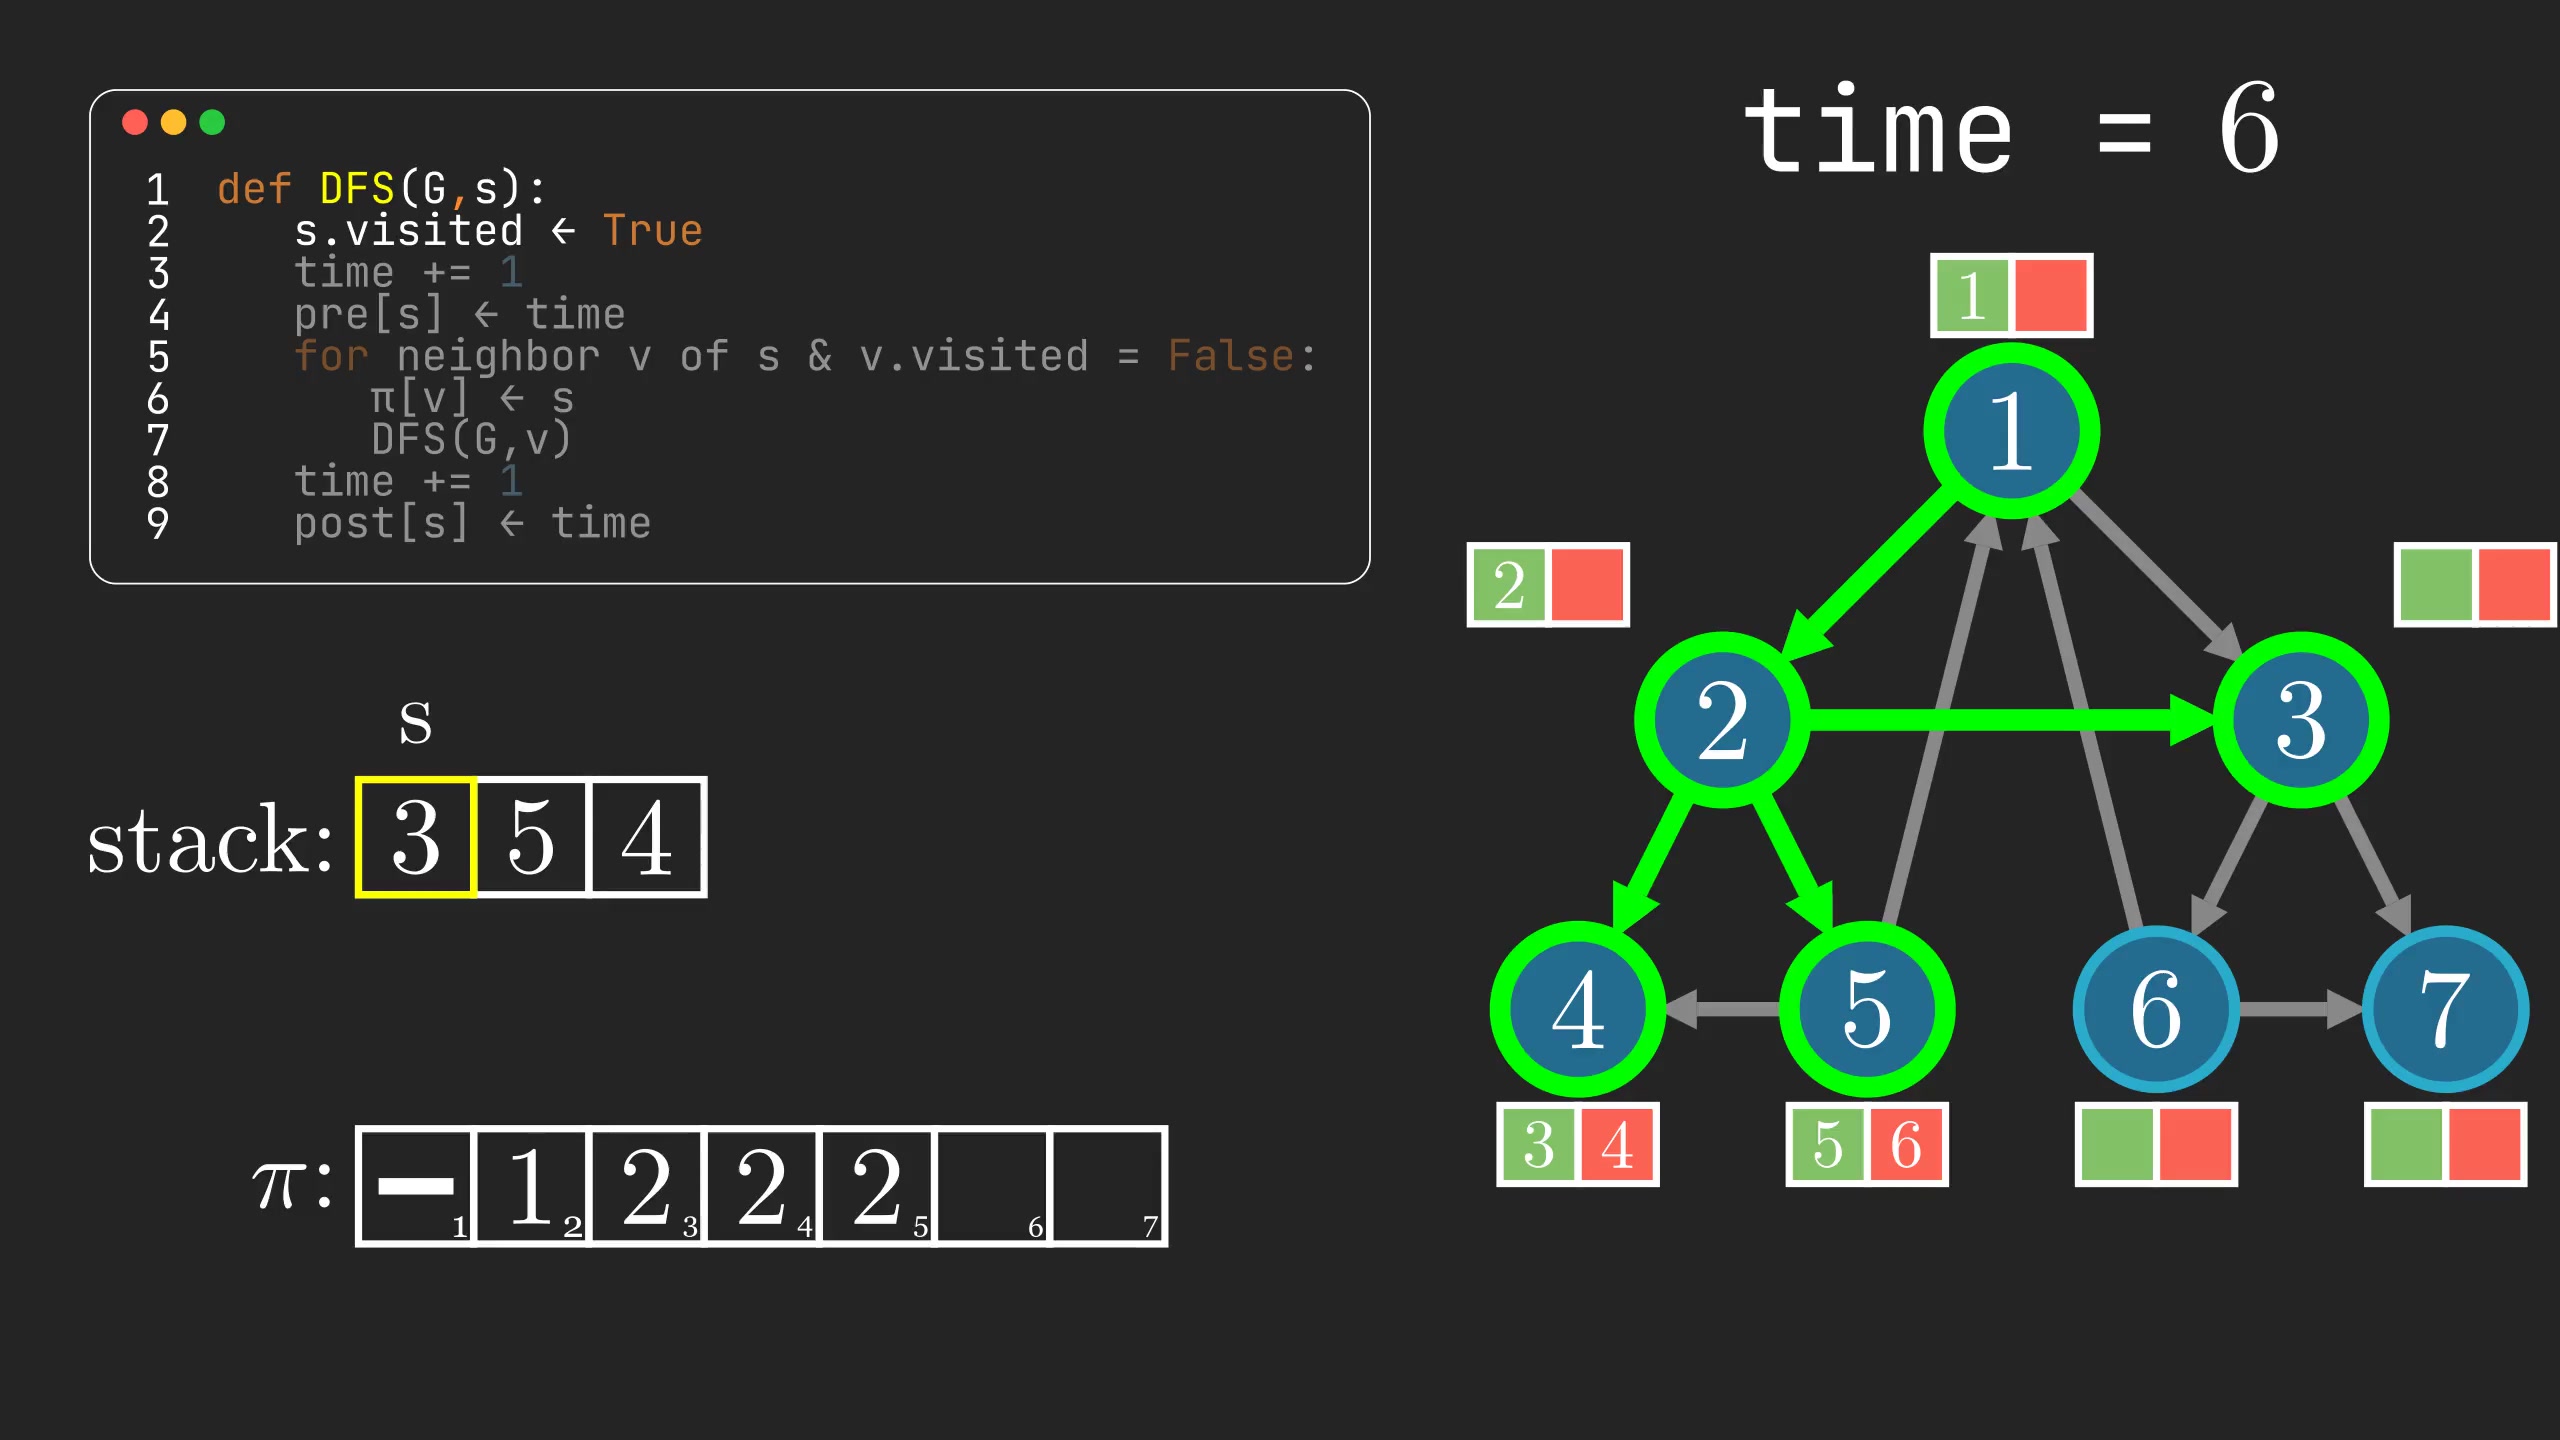 time = 6
1 def DFS(G,s):
2 s.visited ← True
3 time += 1
4 pre[s] ← time
5 for neighbor v of s & v.visited = False:
6 π[v] ← s
7 DFS(G,v)
8 time += 1
9 post[s] ← time
s
stack: 3 5 4
π: – 1 1 2 2 3 2 4 2 5 6 7
1
1
2
2
3
4
5
6
7
3 4
5 6